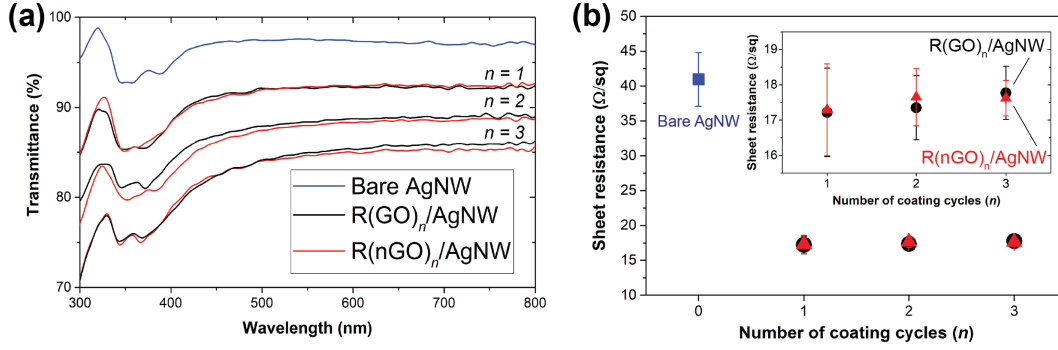 (a)
100
90
80
70
Transmittance (%)
300
400
500
600
700
800
Wavelength (nm)
n = 1
n = 2
n = 3
Bare AgNW
R(GO)n/AgNW
R(nGO)n/AgNW
(b)
50
45
40
35
30
25
20
15
10
Sheet resistance (Ω/sq)
0
1
2
3
Number of coating cycles (n)
Bare AgNW
19
18
17
16
Sheet resistance (Ω/sq)
1
2
3
Number of coating cycles (n)
R(GO)n/AgNW
R(nGO)n/AgNW